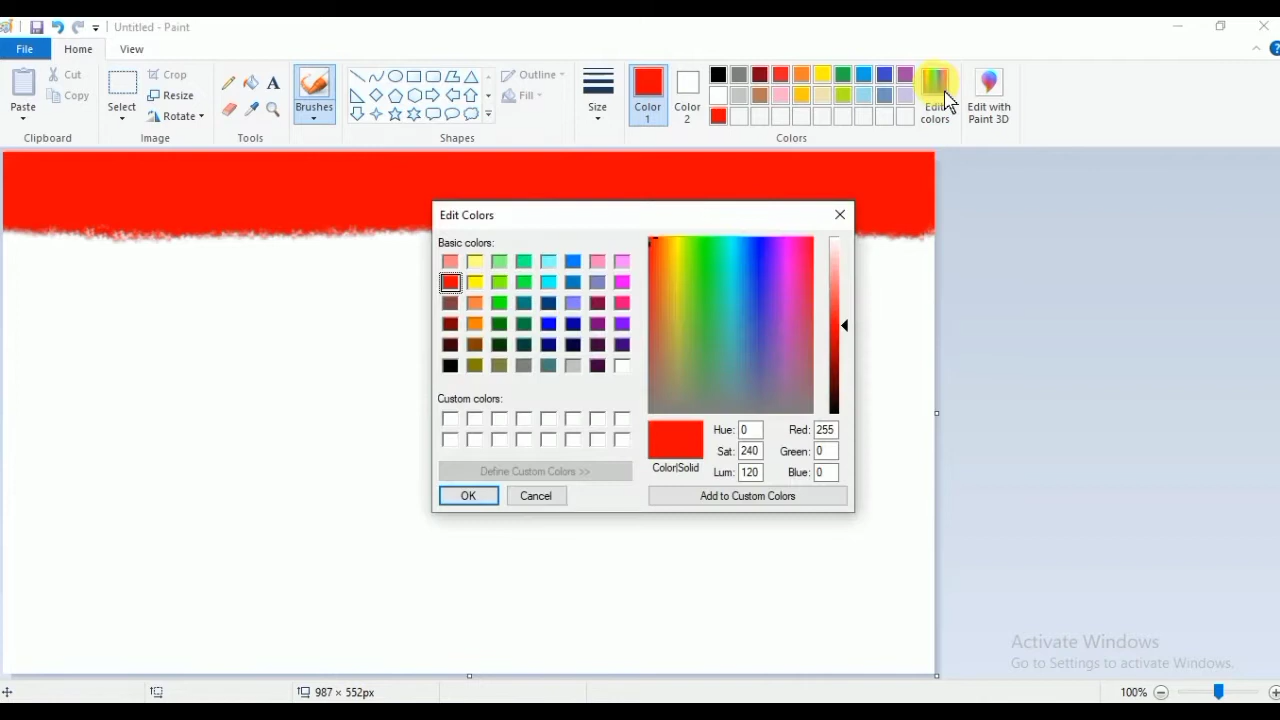 Untitled - Paint
File Home View
Paste
Cut
Copy
Clipboard
Select
Crop
Resize
Rotate
Image
A
Tools
Brushes
Outline
Fill
Shapes
Size
Color 1
Color 2
Edit colors
Colors
Edit with Paint 3D
?
Edit Colors
Basic colors:
Custom colors:
Define Custom Colors >>
OK Cancel
Hue: 0 Red: 255
Sat: 240 Green: 0
Color|Solid
Lum: 120 Blue: 0
Add to Custom Colors
Activate Windows
Go to Settings to activate Windows.
987 × 552px
100%